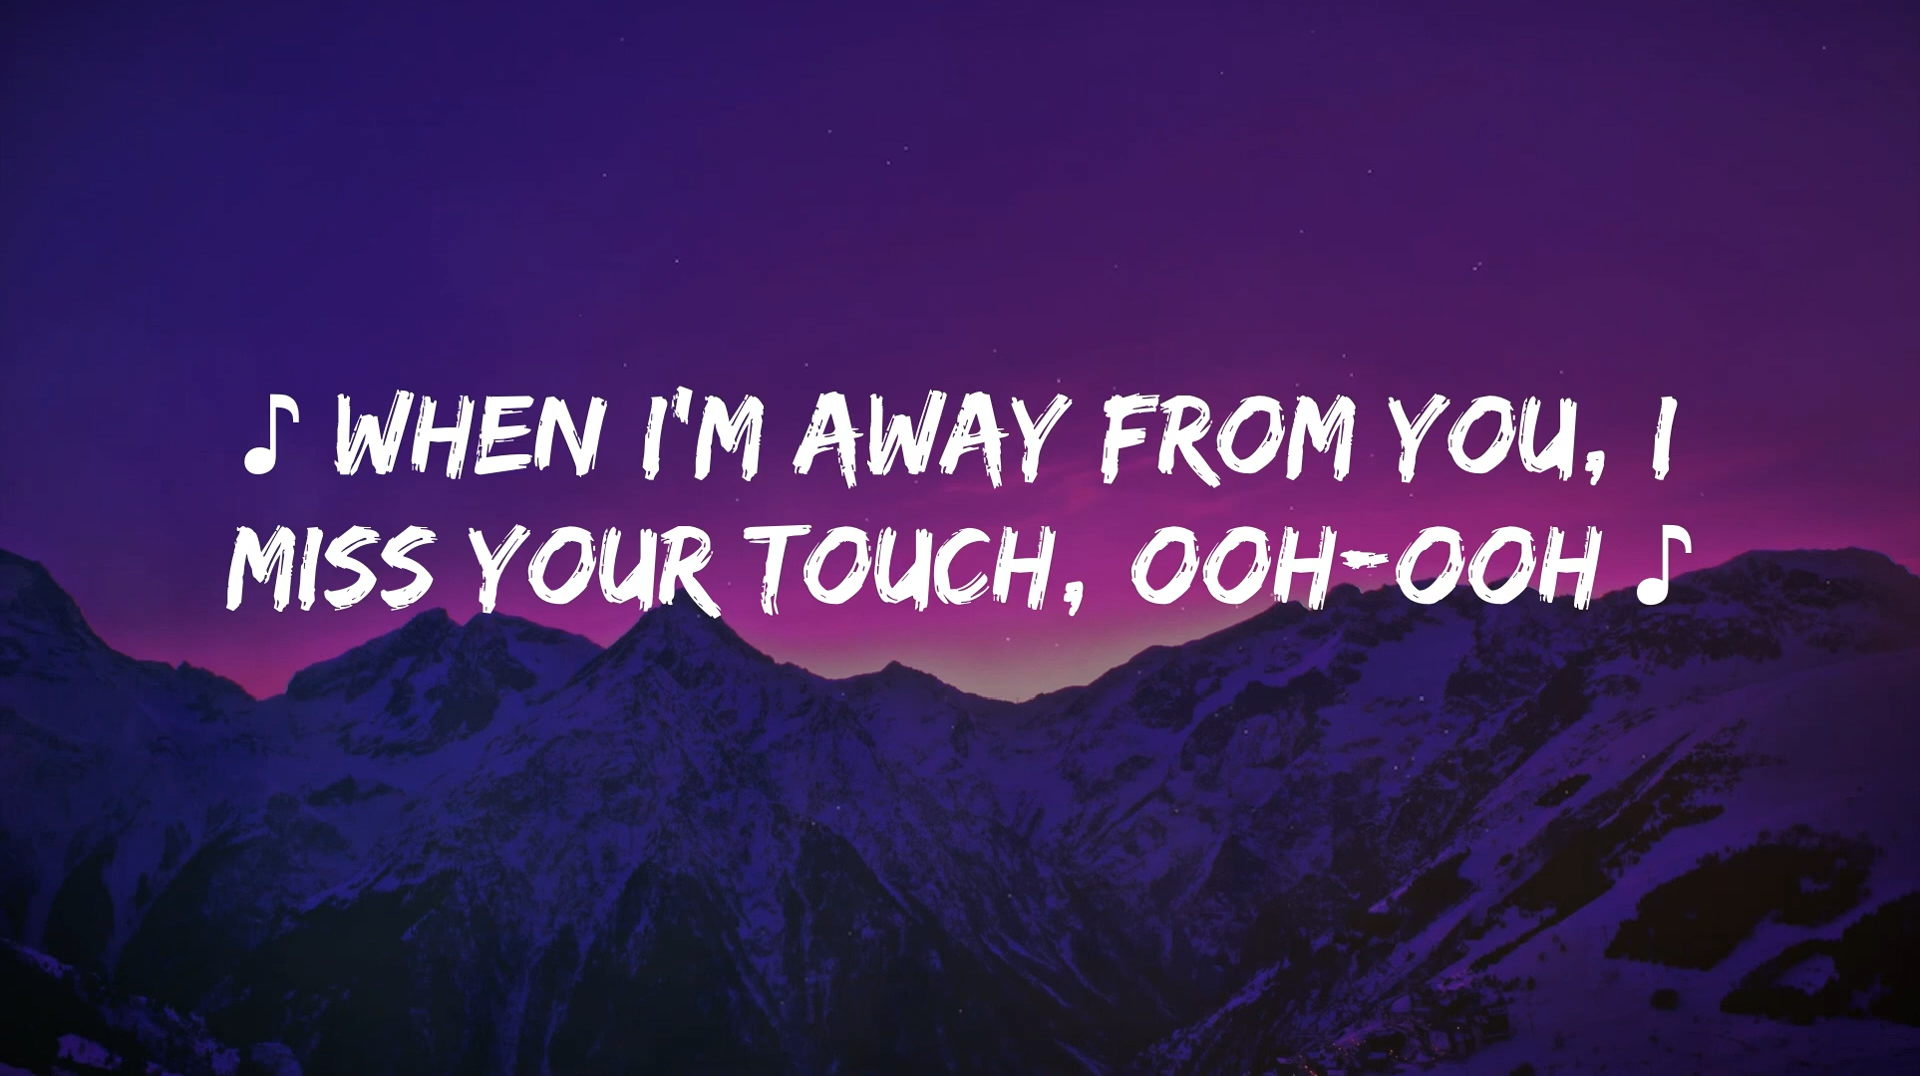 ♪ WHEN I'M AWAY FROM YOU, I
MISS YOUR TOUCH, OOH-OOH ♪